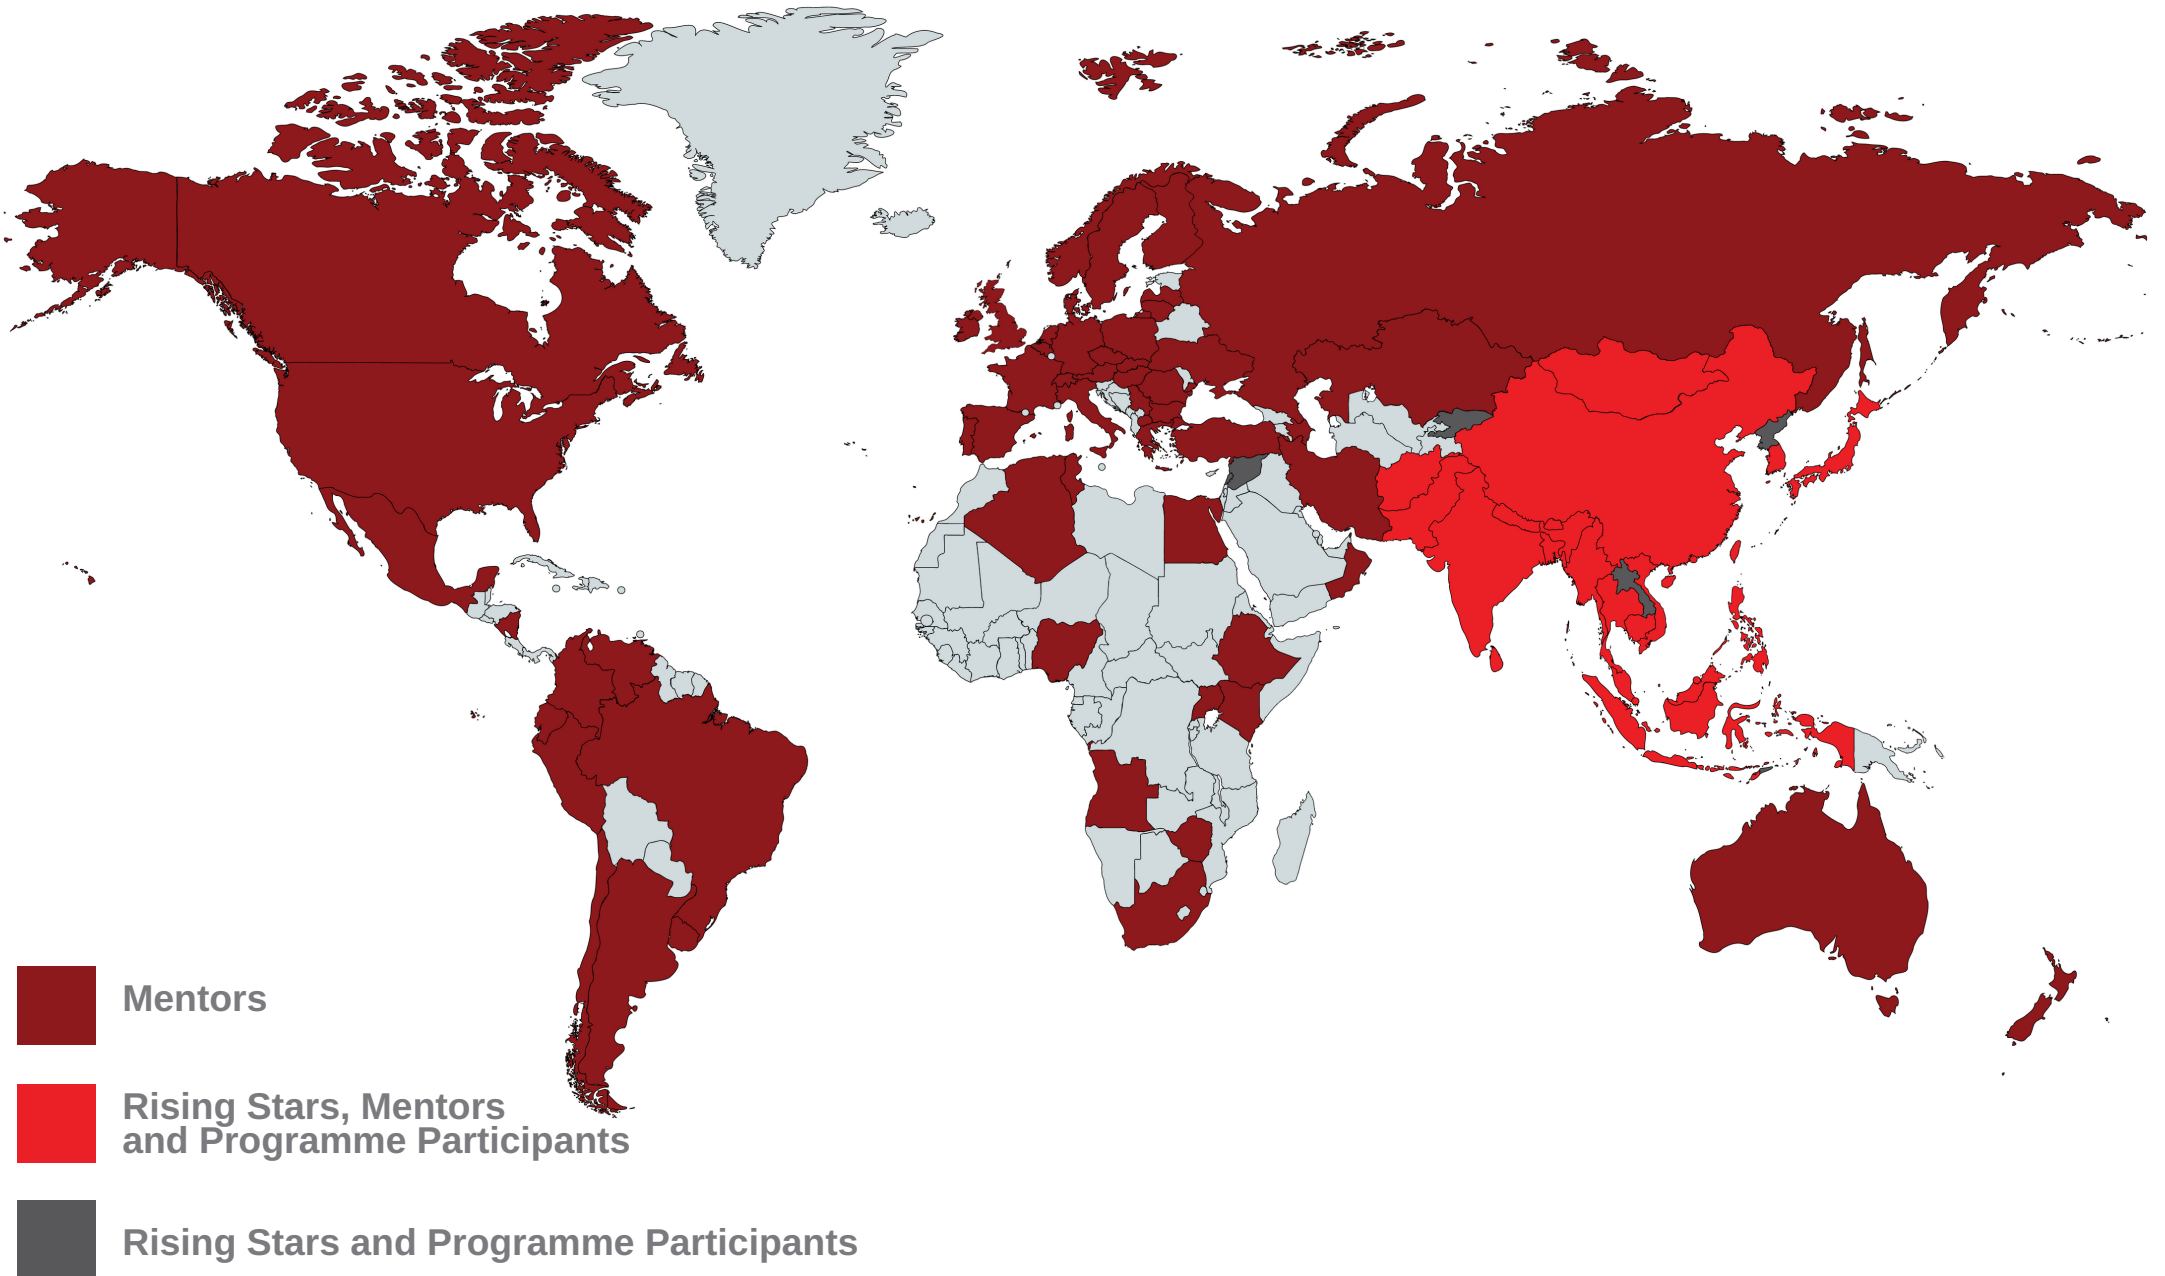 Mentors
Rising Stars, Mentors
and Programme Participants
Rising Stars and Programme Participants